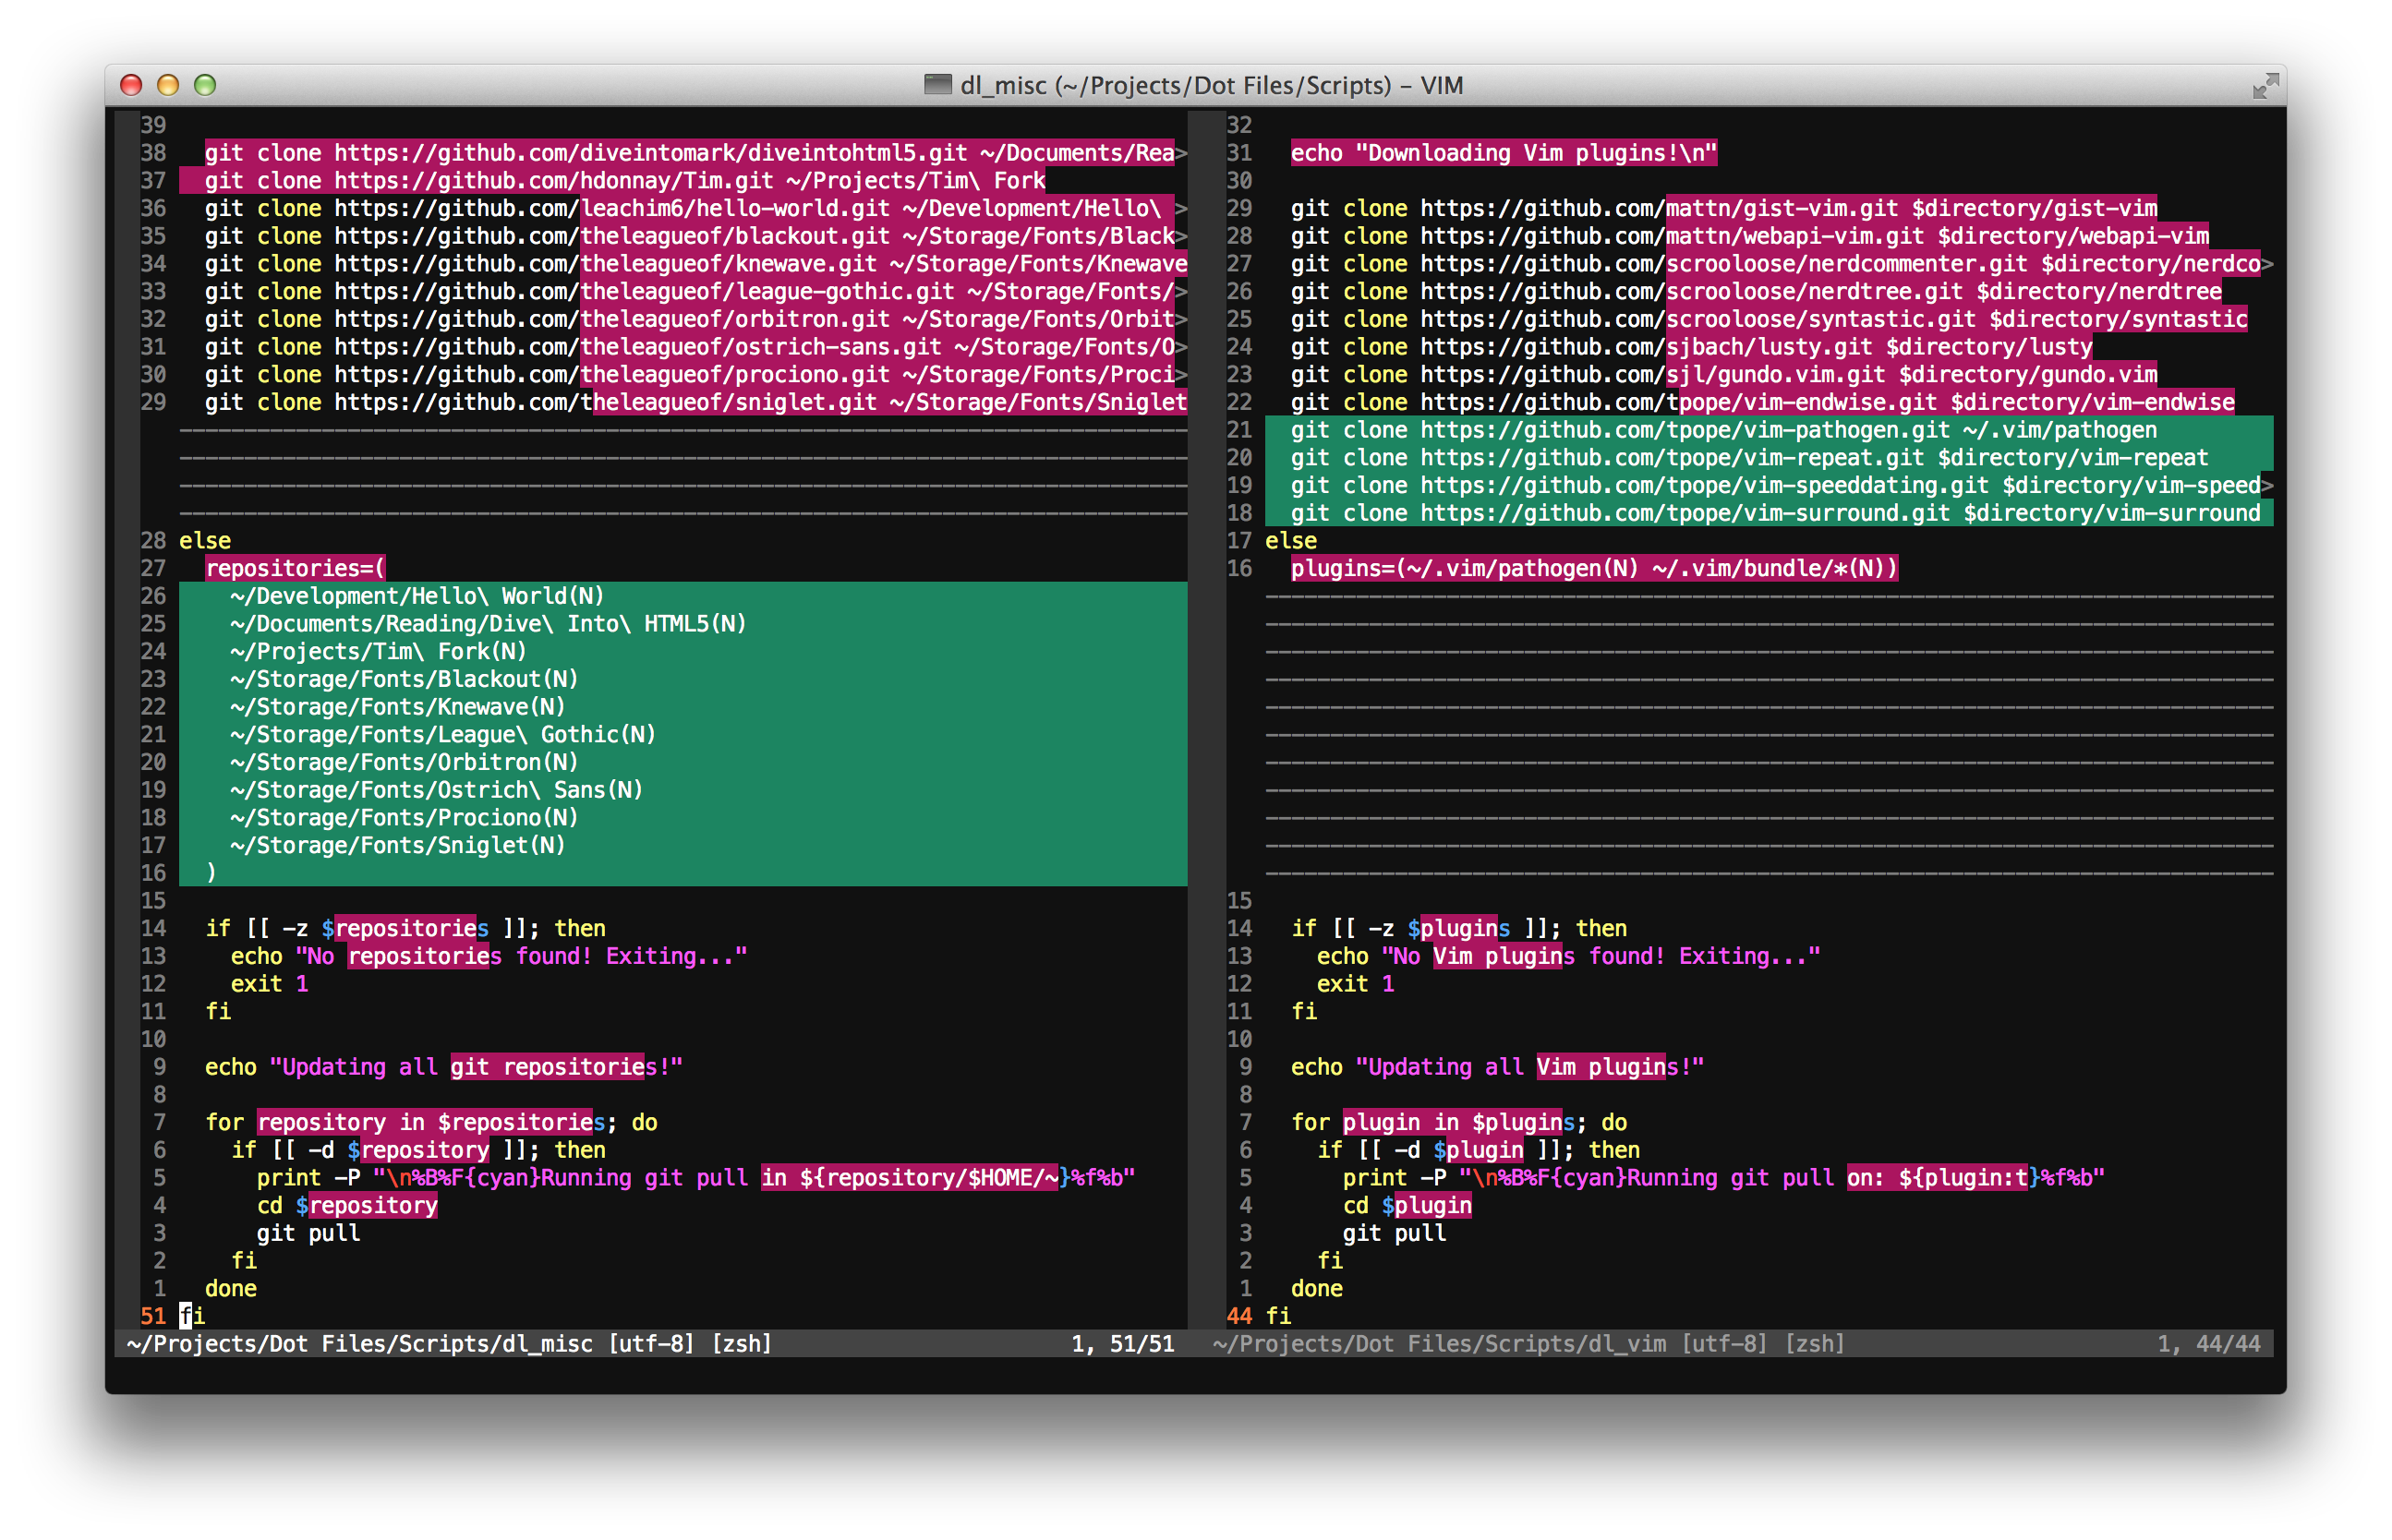 dl_misc (~/Projects/Dot Files/Scripts) – VIM
39
38 git clone https://github.com/diveintomark/diveintohtml5.git ~/Documents/Rea>
37 git clone https://github.com/hdonnay/Tim.git ~/Projects/Tim\ Fork
36 git clone https://github.com/leachim6/hello-world.git ~/Development/Hello\ >
35 git clone https://github.com/theleagueof/blackout.git ~/Storage/Fonts/Black>
34 git clone https://github.com/theleagueof/knewave.git ~/Storage/Fonts/Knewave
33 git clone https://github.com/theleagueof/league-gothic.git ~/Storage/Fonts/>
32 git clone https://github.com/theleagueof/orbitron.git ~/Storage/Fonts/Orbit>
31 git clone https://github.com/theleagueof/ostrich-sans.git ~/Storage/Fonts/O>
30 git clone https://github.com/theleagueof/prociono.git ~/Storage/Fonts/Proci>
29 git clone https://github.com/theleagueof/sniglet.git ~/Storage/Fonts/Sniglet
28 else
27 repositories=(
26 ~/Development/Hello\ World(N)
25 ~/Documents/Reading/Dive\ Into\ HTML5(N)
24 ~/Projects/Tim\ Fork(N)
23 ~/Storage/Fonts/Blackout(N)
22 ~/Storage/Fonts/Knewave(N)
21 ~/Storage/Fonts/League\ Gothic(N)
20 ~/Storage/Fonts/Orbitron(N)
19 ~/Storage/Fonts/Ostrich\ Sans(N)
18 ~/Storage/Fonts/Prociono(N)
17 ~/Storage/Fonts/Sniglet(N)
16 )
15
14 if [[ -z $repositories ]]; then
13 echo "No repositories found! Exiting..."
12 exit 1
11 fi
10
9 echo "Updating all git repositories!"
8
7 for repository in $repositories; do
6 if [[ -d $repository ]]; then
5 print -P "\n%B%F{cyan}Running git pull in ${repository/$HOME/~}%f%b"
4 cd $repository
3 git pull
2 fi
1 done
51 fi
~/Projects/Dot Files/Scripts/dl_misc [utf-8] [zsh] 1, 51/51
32
31 echo "Downloading Vim plugins!\n"
30
29 git clone https://github.com/mattn/gist-vim.git $directory/gist-vim
28 git clone https://github.com/mattn/webapi-vim.git $directory/webapi-vim
27 git clone https://github.com/scrooloose/nerdcommenter.git $directory/nerdco>
26 git clone https://github.com/scrooloose/nerdtree.git $directory/nerdtree
25 git clone https://github.com/scrooloose/syntastic.git $directory/syntastic
24 git clone https://github.com/sjbach/lusty.git $directory/lusty
23 git clone https://github.com/sjl/gundo.vim.git $directory/gundo.vim
22 git clone https://github.com/tpope/vim-endwise.git $directory/vim-endwise
21 git clone https://github.com/tpope/vim-pathogen.git ~/.vim/pathogen
20 git clone https://github.com/tpope/vim-repeat.git $directory/vim-repeat
19 git clone https://github.com/tpope/vim-speeddating.git $directory/vim-speed>
18 git clone https://github.com/tpope/vim-surround.git $directory/vim-surround
17 else
16 plugins=(~/.vim/pathogen(N) ~/.vim/bundle/*(N))
15
14 if [[ -z $plugins ]]; then
13 echo "No Vim plugins found! Exiting..."
12 exit 1
11 fi
10
9 echo "Updating all Vim plugins!"
8
7 for plugin in $plugins; do
6 if [[ -d $plugin ]]; then
5 print -P "\n%B%F{cyan}Running git pull on: ${plugin:t}%f%b"
4 cd $plugin
3 git pull
2 fi
1 done
44 fi
~/Projects/Dot Files/Scripts/dl_vim [utf-8] [zsh] 1, 44/44